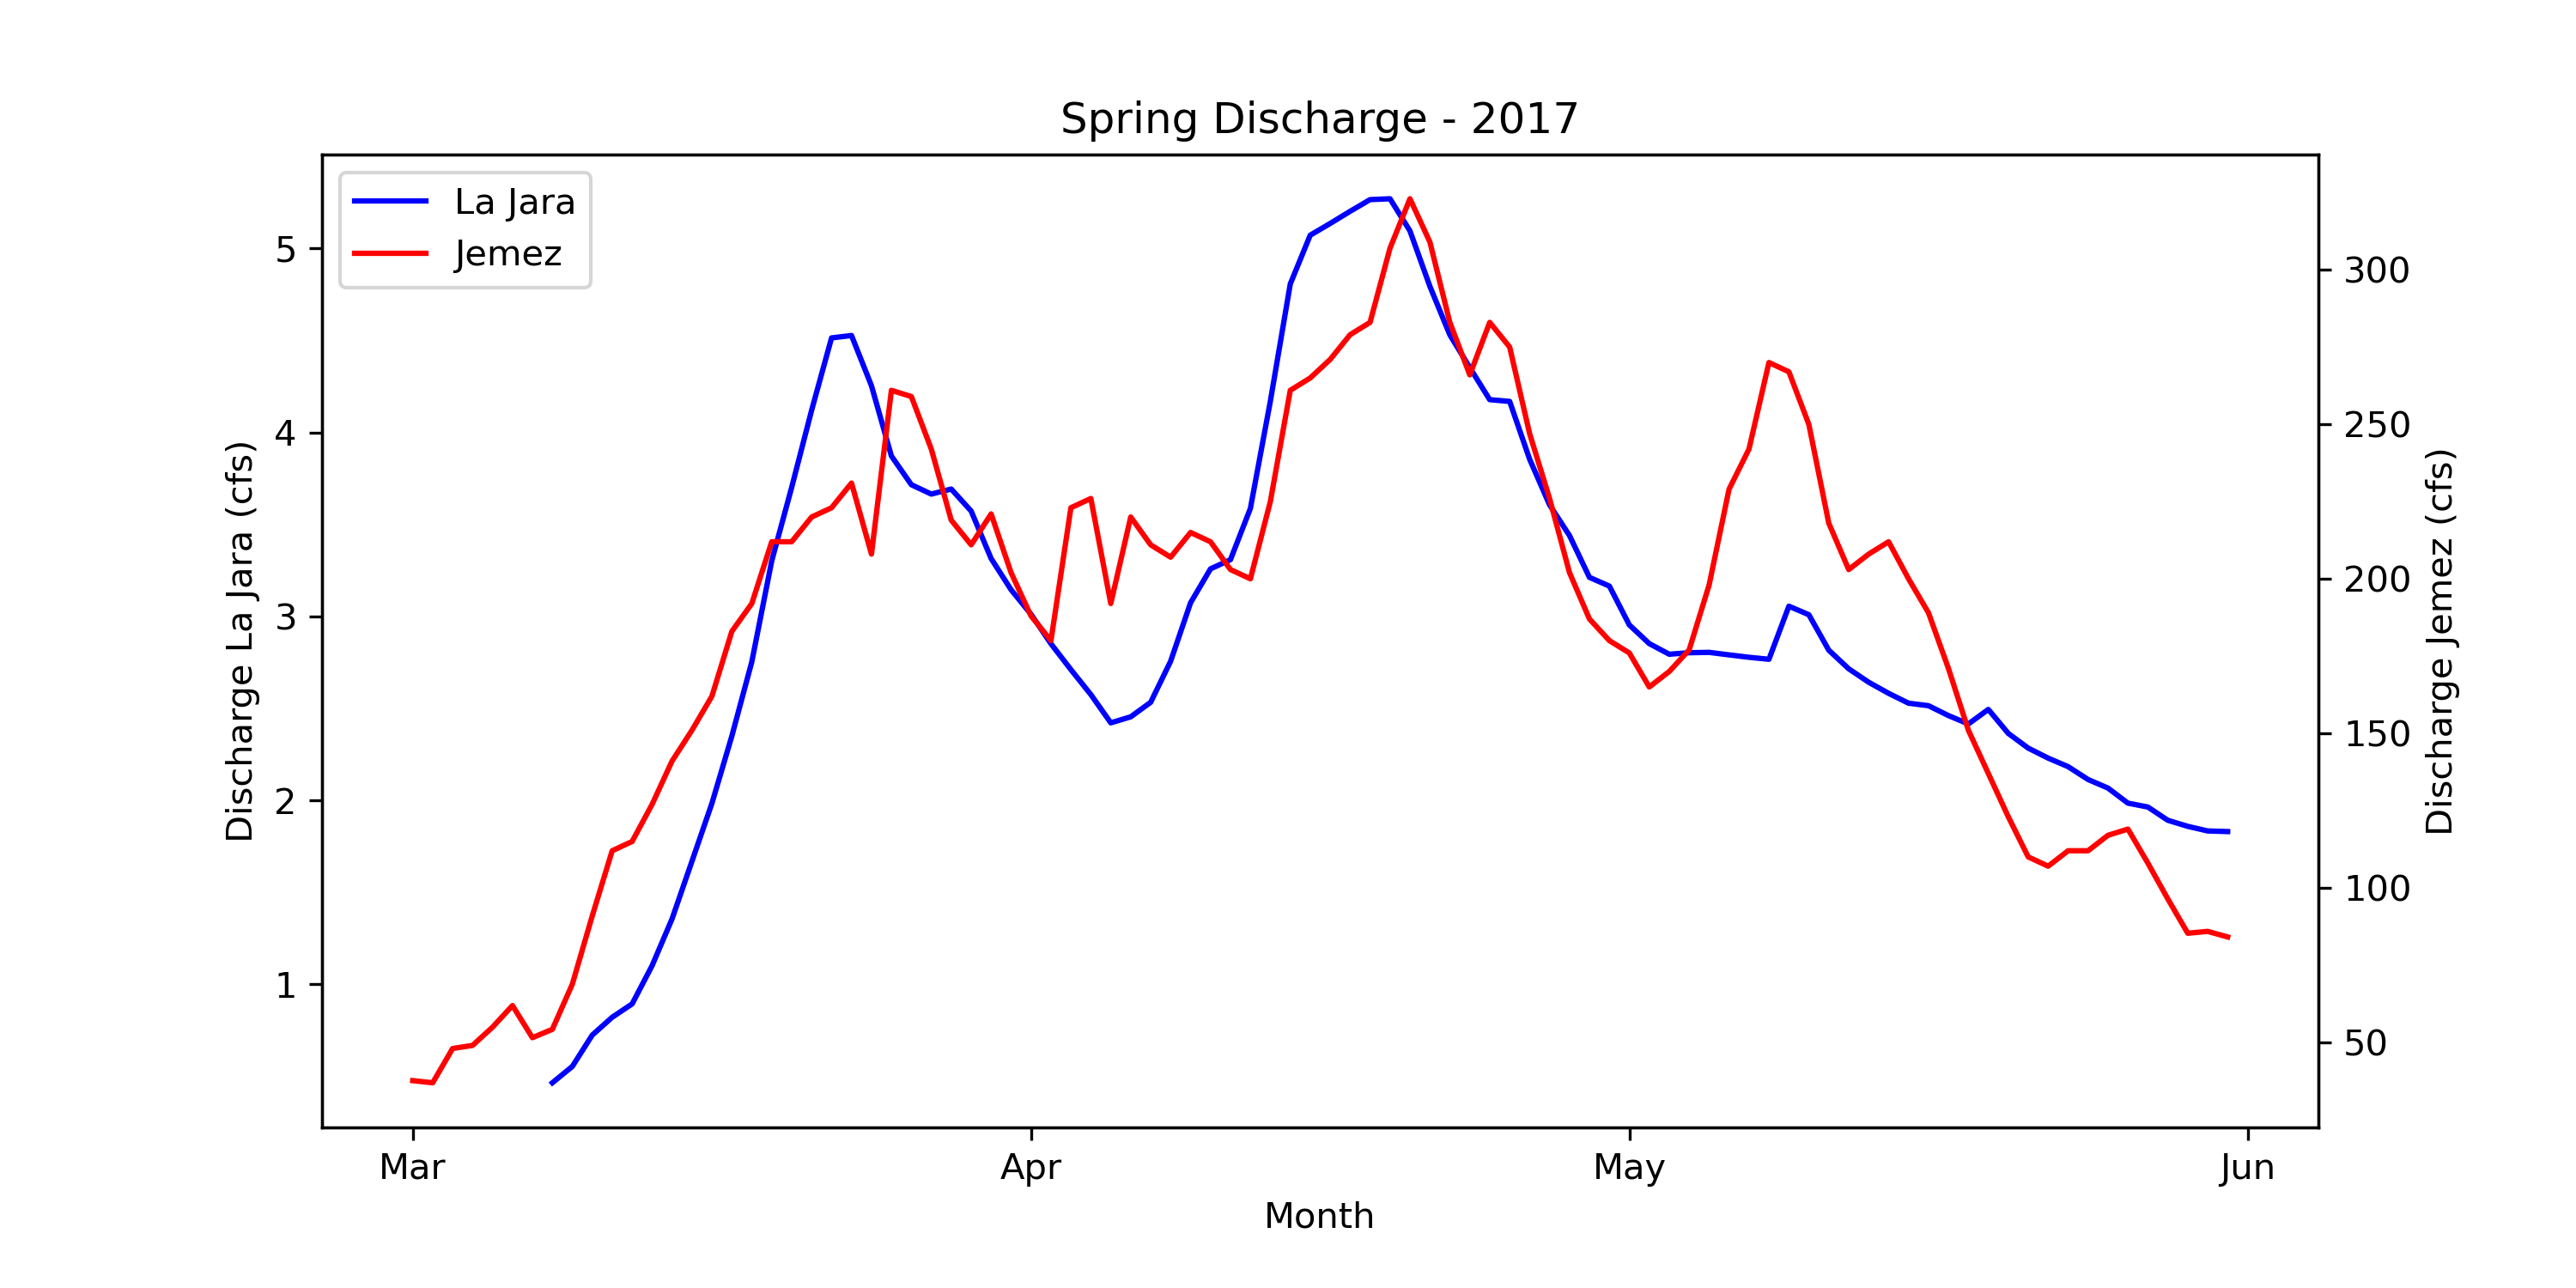 Spring Discharge - 2017
La Jara
Jemez
Discharge La Jara (cfs)
5
4
3
2
1
300
250
200
150
100
50
Discharge Jemez (cfs)
Mar
Apr
May
Jun
Month